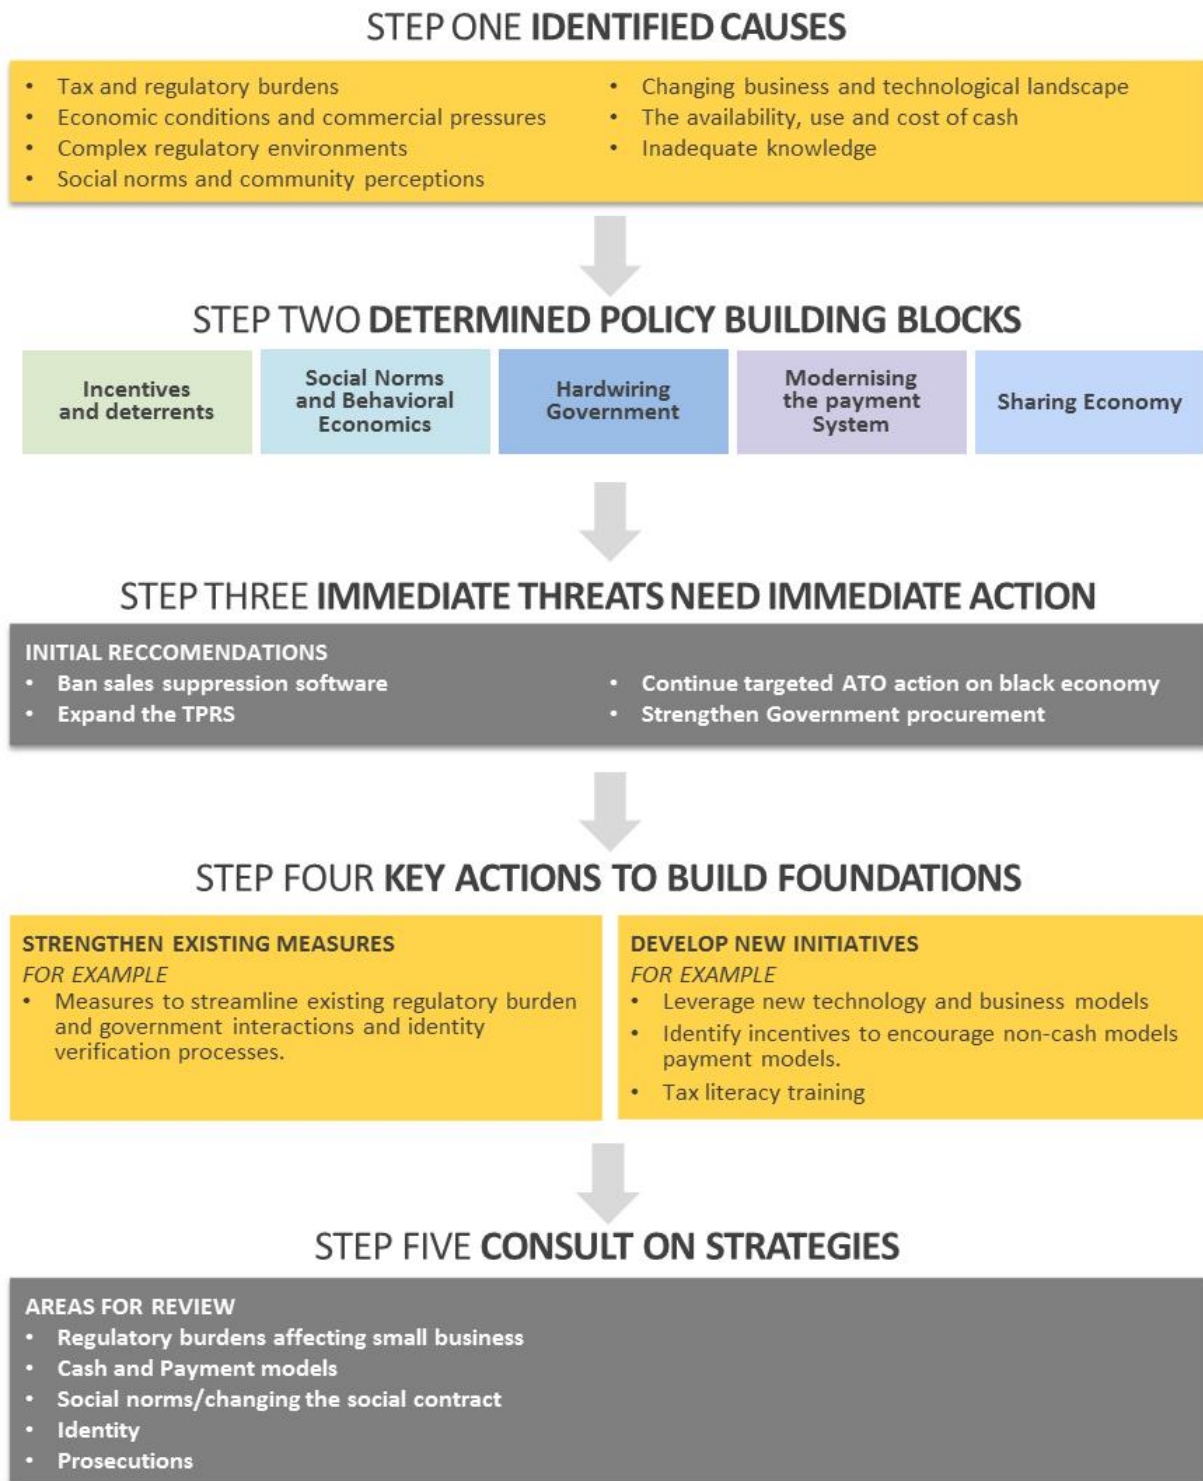 STEP ONE IDENTIFIED CAUSES
• Tax and regulatory burdens
• Economic conditions and commercial pressures
• Complex regulatory environments
• Social norms and community perceptions
• Changing business and technological landscape
• The availability, use and cost of cash
• Inadequate knowledge
STEP TWO DETERMINED POLICY BUILDING BLOCKS
Incentives
and deterrents
Social Norms
and Behavioral
Economics
Hardwiring
Government
Modernising
the payment
System
Sharing Economy
STEP THREE IMMEDIATE THREATS NEED IMMEDIATE ACTION
INITIAL RECCOMENDATIONS
• Ban sales suppression software
• Expand the TPRS
• Continue targeted ATO action on black economy
• Strengthen Government procurement
STEP FOUR KEY ACTIONS TO BUILD FOUNDATIONS
STRENGTHEN EXISTING MEASURES
FOR EXAMPLE
• Measures to streamline existing regulatory burden
and government interactions and identity
verification processes.
DEVELOP NEW INITIATIVES
FOR EXAMPLE
• Leverage new technology and business models
• Identify incentives to encourage non-cash models
payment models.
• Tax literacy training
STEP FIVE CONSULT ON STRATEGIES
AREAS FOR REVIEW
• Regulatory burdens affecting small business
• Cash and Payment models
• Social norms/changing the social contract
• Identity
• Prosecutions